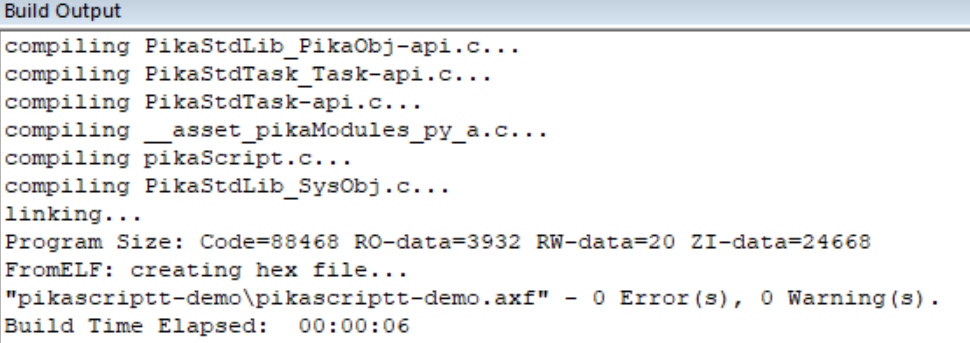 Build Output
compiling PikaStdLib_PikaObj-api.c...
compiling PikaStdTask_Task-api.c...
compiling PikaStdTask-api.c...
compiling __asset_pikaModules_py_a.c...
compiling pikaScript.c...
compiling PikaStdLib_SysObj.c...
linking...
Program Size: Code=88468 RO-data=3932 RW-data=20 ZI-data=24668
FromELF: creating hex file...
"pikascriptt-demo\pikascriptt-demo.axf" - 0 Error(s), 0 Warning(s).
Build Time Elapsed:  00:00:06